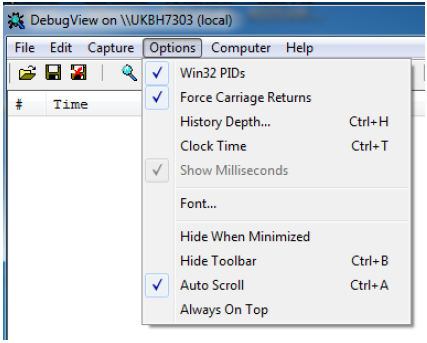 DebugView on \\UKBH7303 (local)
File Edit Capture Options Computer Help
# Time
Win32 PIDs
Force Carriage Returns
History Depth... Ctrl+H
Clock Time Ctrl+T
Show Milliseconds
Font...
Hide When Minimized
Hide Toolbar Ctrl+B
Auto Scroll Ctrl+A
Always On Top